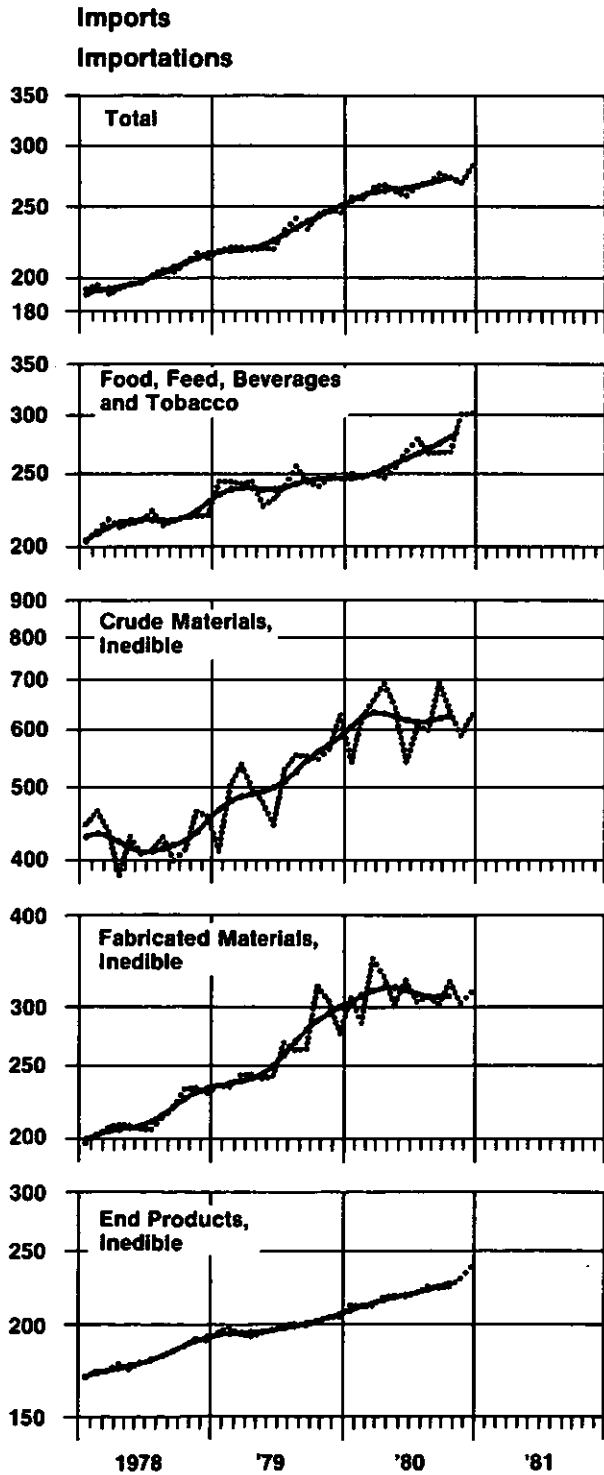 Imports
Importations
350
Total
300
250
200
180
350
Food, Feed, Beverages
and Tobacco
300
250
200
900
Crude Materials,
Inedible
800
700
600
500
400
400
Fabricated Materials,
Inedible
300
250
200
300
End Products,
Inedible
250
200
150
1978 '79 '80 '81